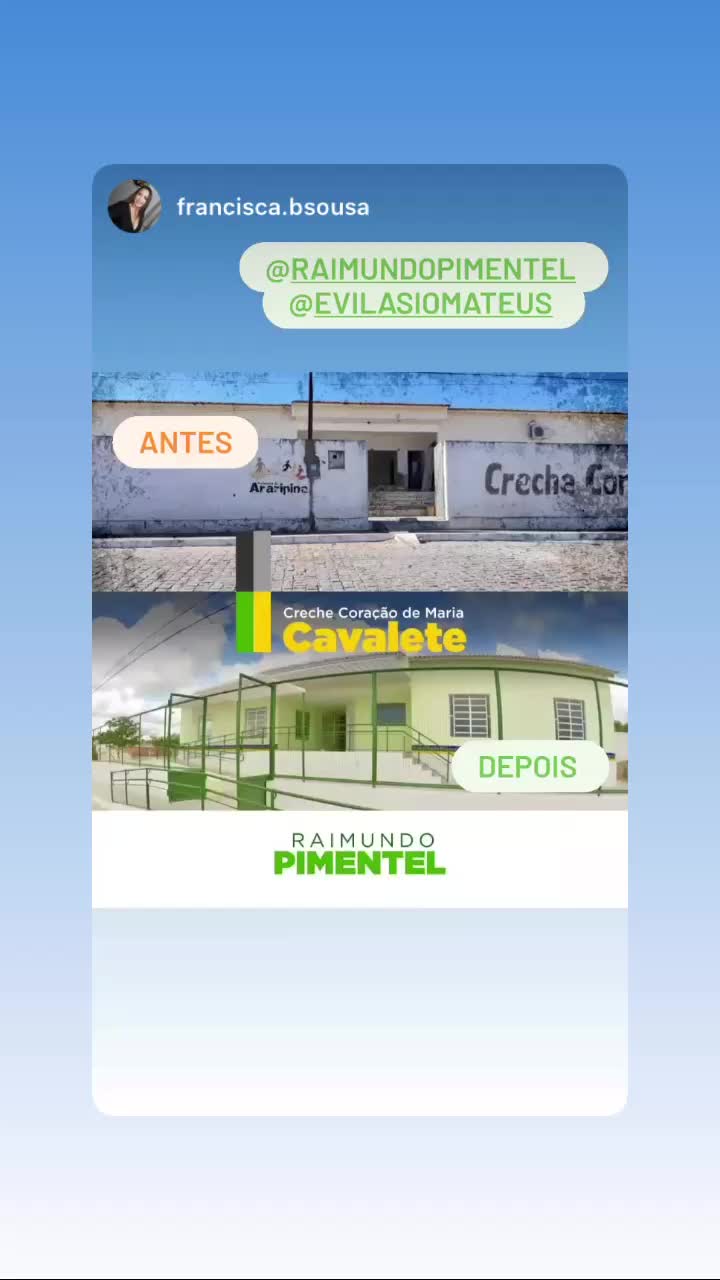 francisca.bsousa
@RAIMUNDOPIMENTEL
@EVILASIOMATEUS
ANTES
Araripina
Creche Cor
Creche Coração de Maria
Cavalete
DEPOIS
RAIMUNDO
PIMENTEL